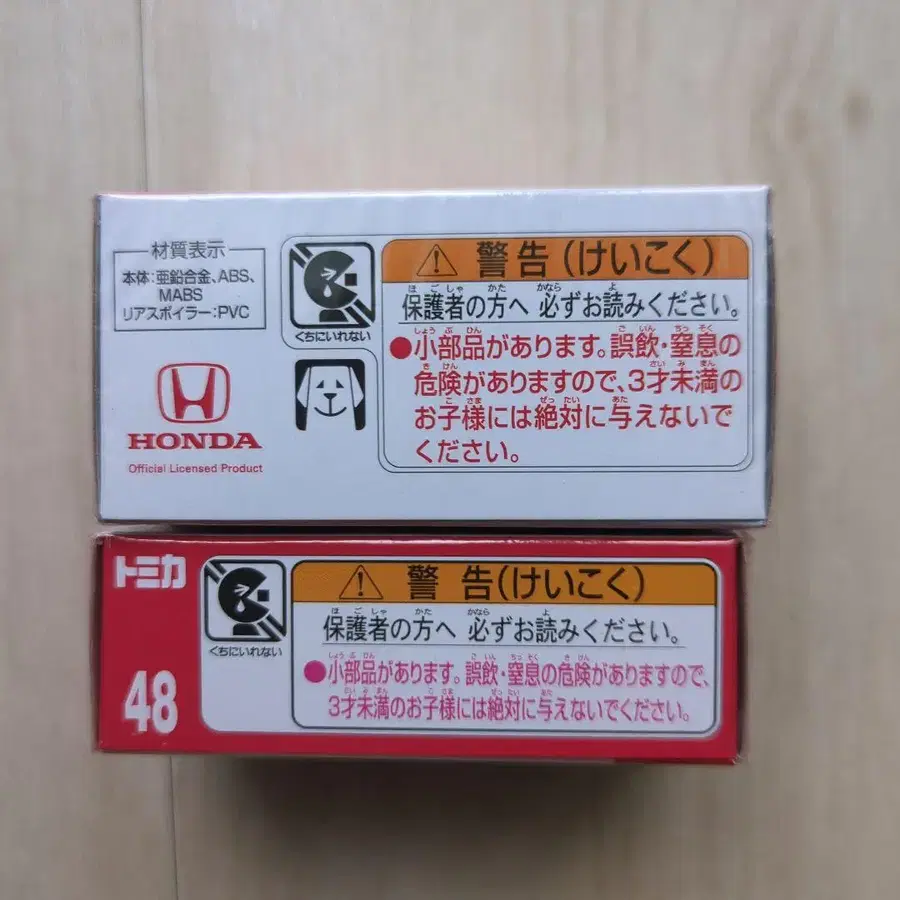 材質表示
本体:亜鉛合金、ABS、
MABS
リアスポイラー:PVC
HONDA
Official Licensed Product
くちにいれない
警告(けいこく)
保護者の方へ 必ずお読みください。
●小部品があります。誤飲・窒息の
危険がありますので、3才未満の
お子様には絶対に与えないで
ください。
トミカ
48
くちにいれない
警告(けいこく)
保護者の方へ 必ずお読みください。
●小部品があります。誤飲・窒息の危険がありますので、
3才未満のお子様には絶対に与えないでください。